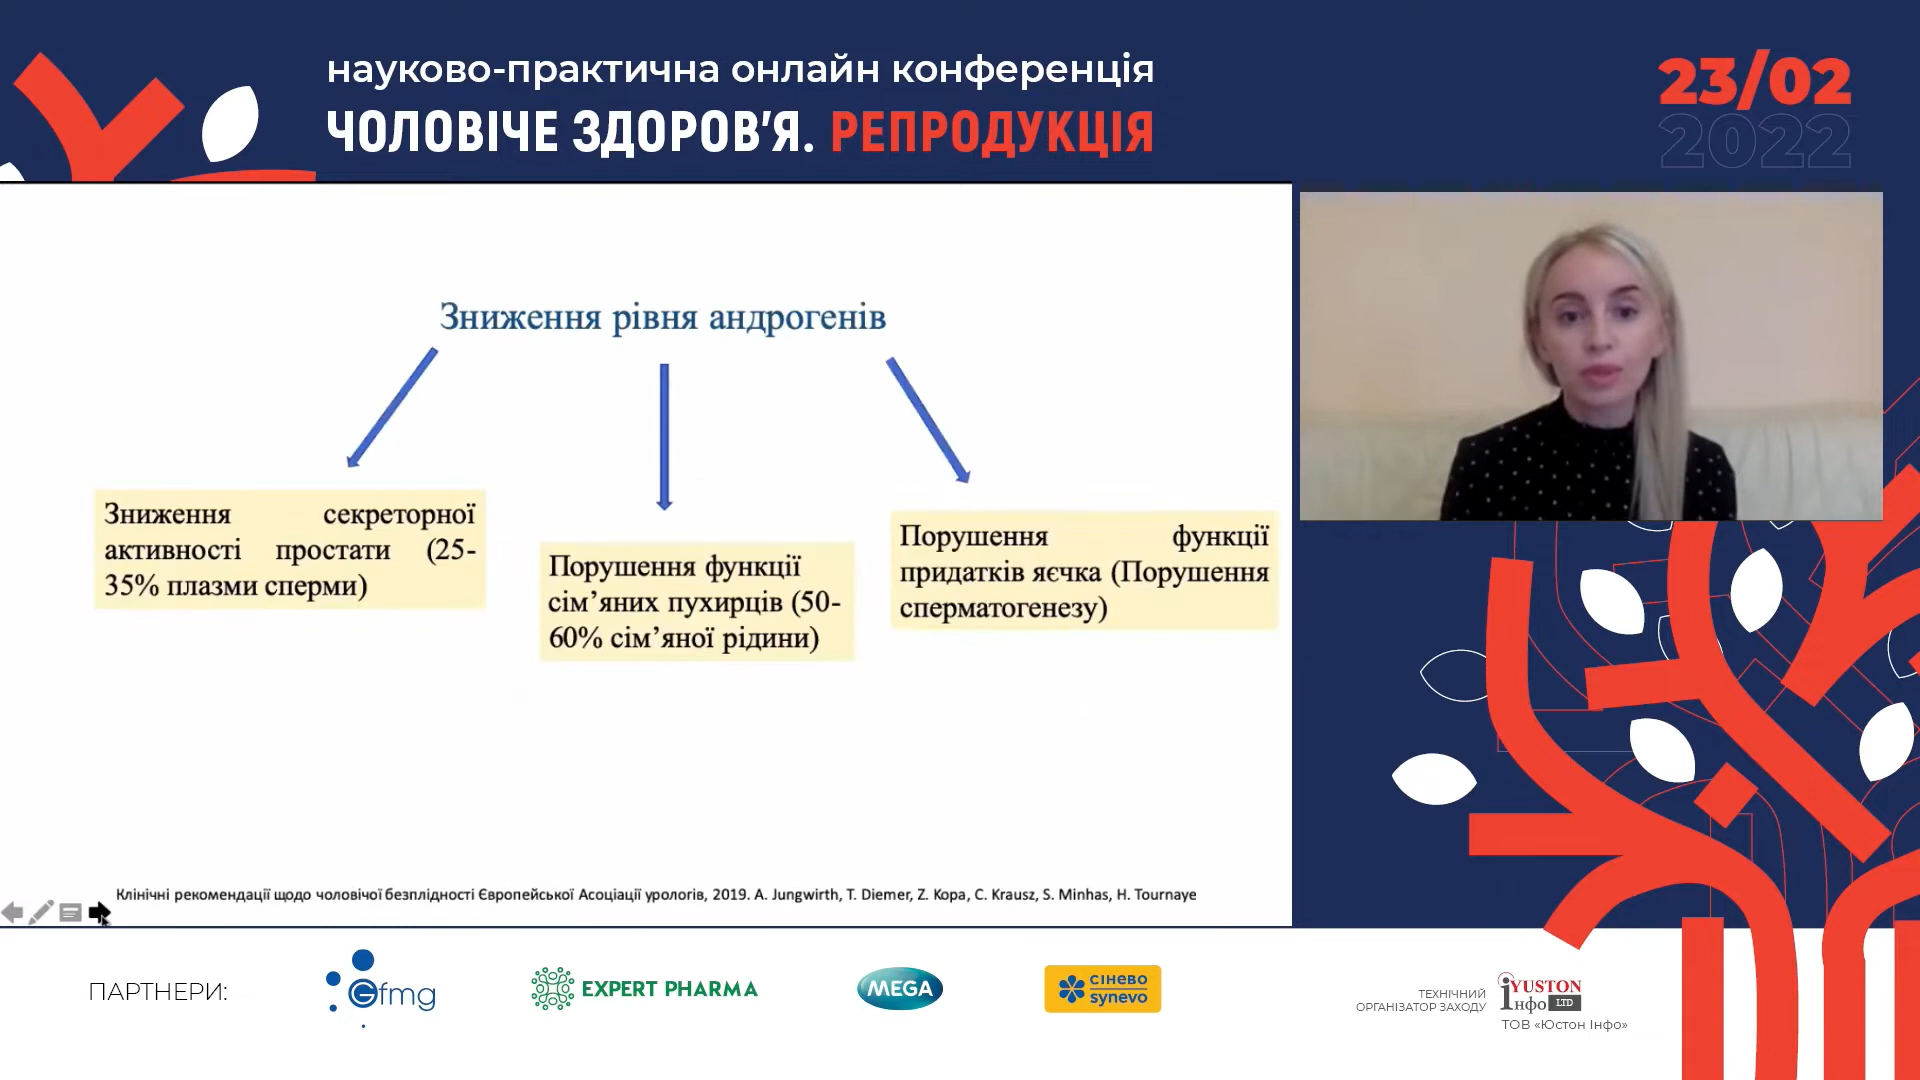 науково-практична онлайн конференція
ЧОЛОВІЧЕ ЗДОРОВ'Я. РЕПРОДУКЦІЯ
23/02
2022
Зниження рівня андрогенів
Зниження секреторної
активності простати (25-
35% плазми сперми)
Порушення функції
сім’яних пухирців (50-
60% сім’яної рідини)
Порушення функції
придатків яєчка (Порушення
сперматогенезу)
Клінічні рекомендації щодо чоловічої безплідності Європейської Асоціації урологів, 2019. A. Jungwirth, T. Diemer, Z. Kopa, C. Krausz, S. Minhas, H. Tournaye
ПАРТНЕРИ:
Gfmg
EXPERT PHARMA
MEGA
сінево
synevo
ТЕХНІЧНИЙ
ОРГАНІЗАТОР ЗАХОДУ
YUSTON
інфо LTD
ТОВ «Юстон Інфо»